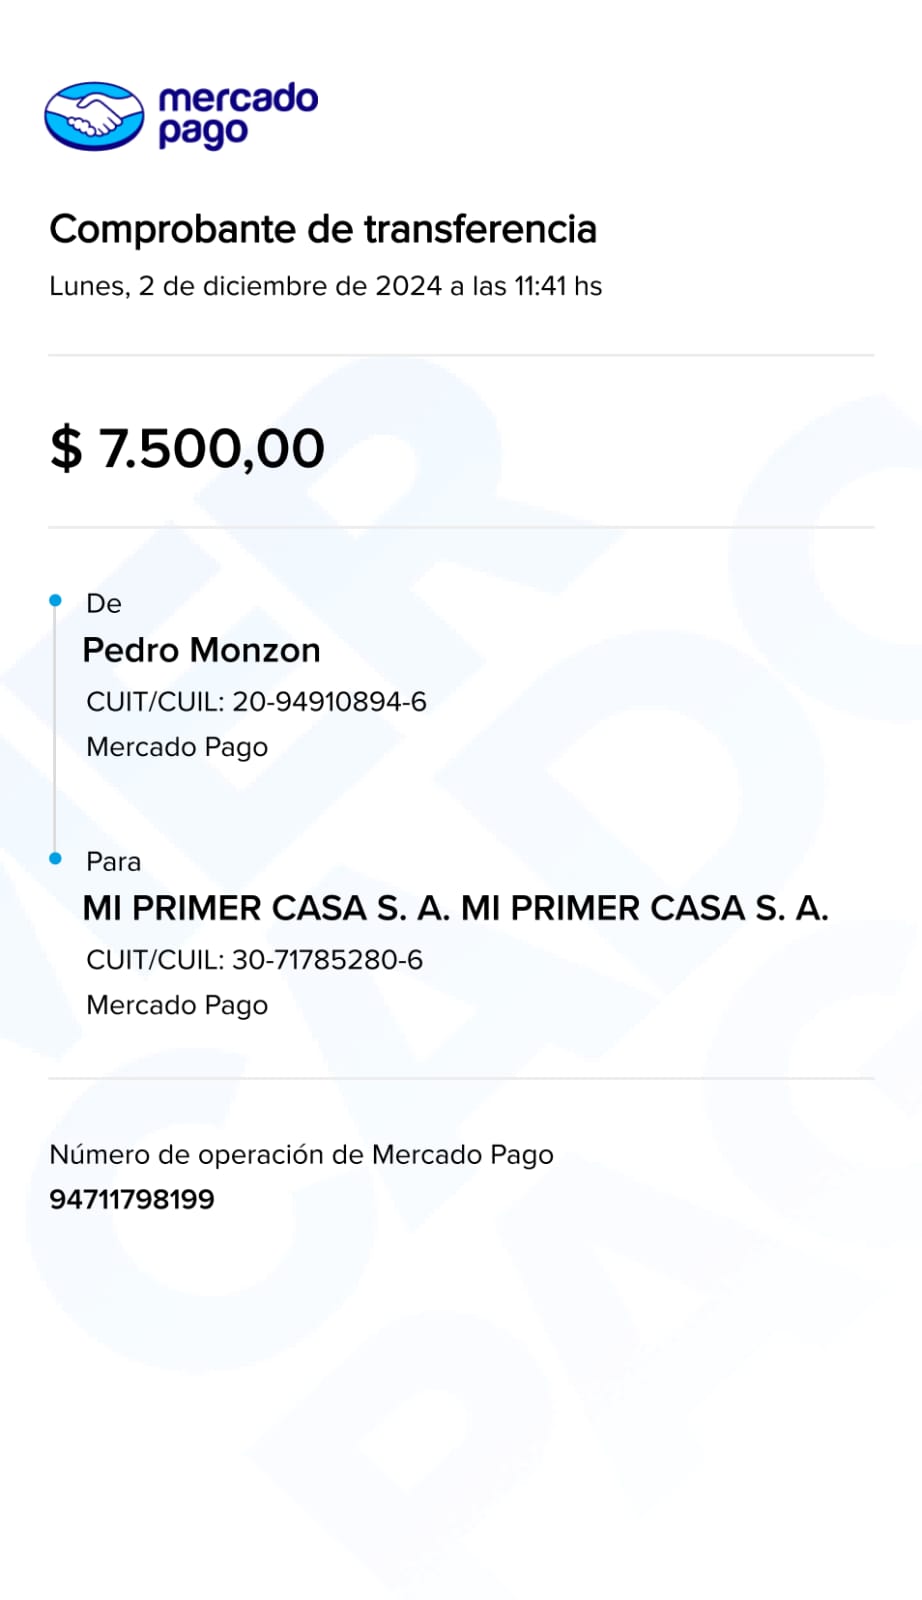 mercado
pago
Comprobante de transferencia
Lunes, 2 de diciembre de 2024 a las 11:41 hs
$ 7.500,00
De
Pedro Monzon
CUIT/CUIL: 20-94910894-6
Mercado Pago
Para
MI PRIMER CASA S. A. MI PRIMER CASA S. A.
CUIT/CUIL: 30-71785280-6
Mercado Pago
Número de operación de Mercado Pago
94711798199
MERCADO
PAGO